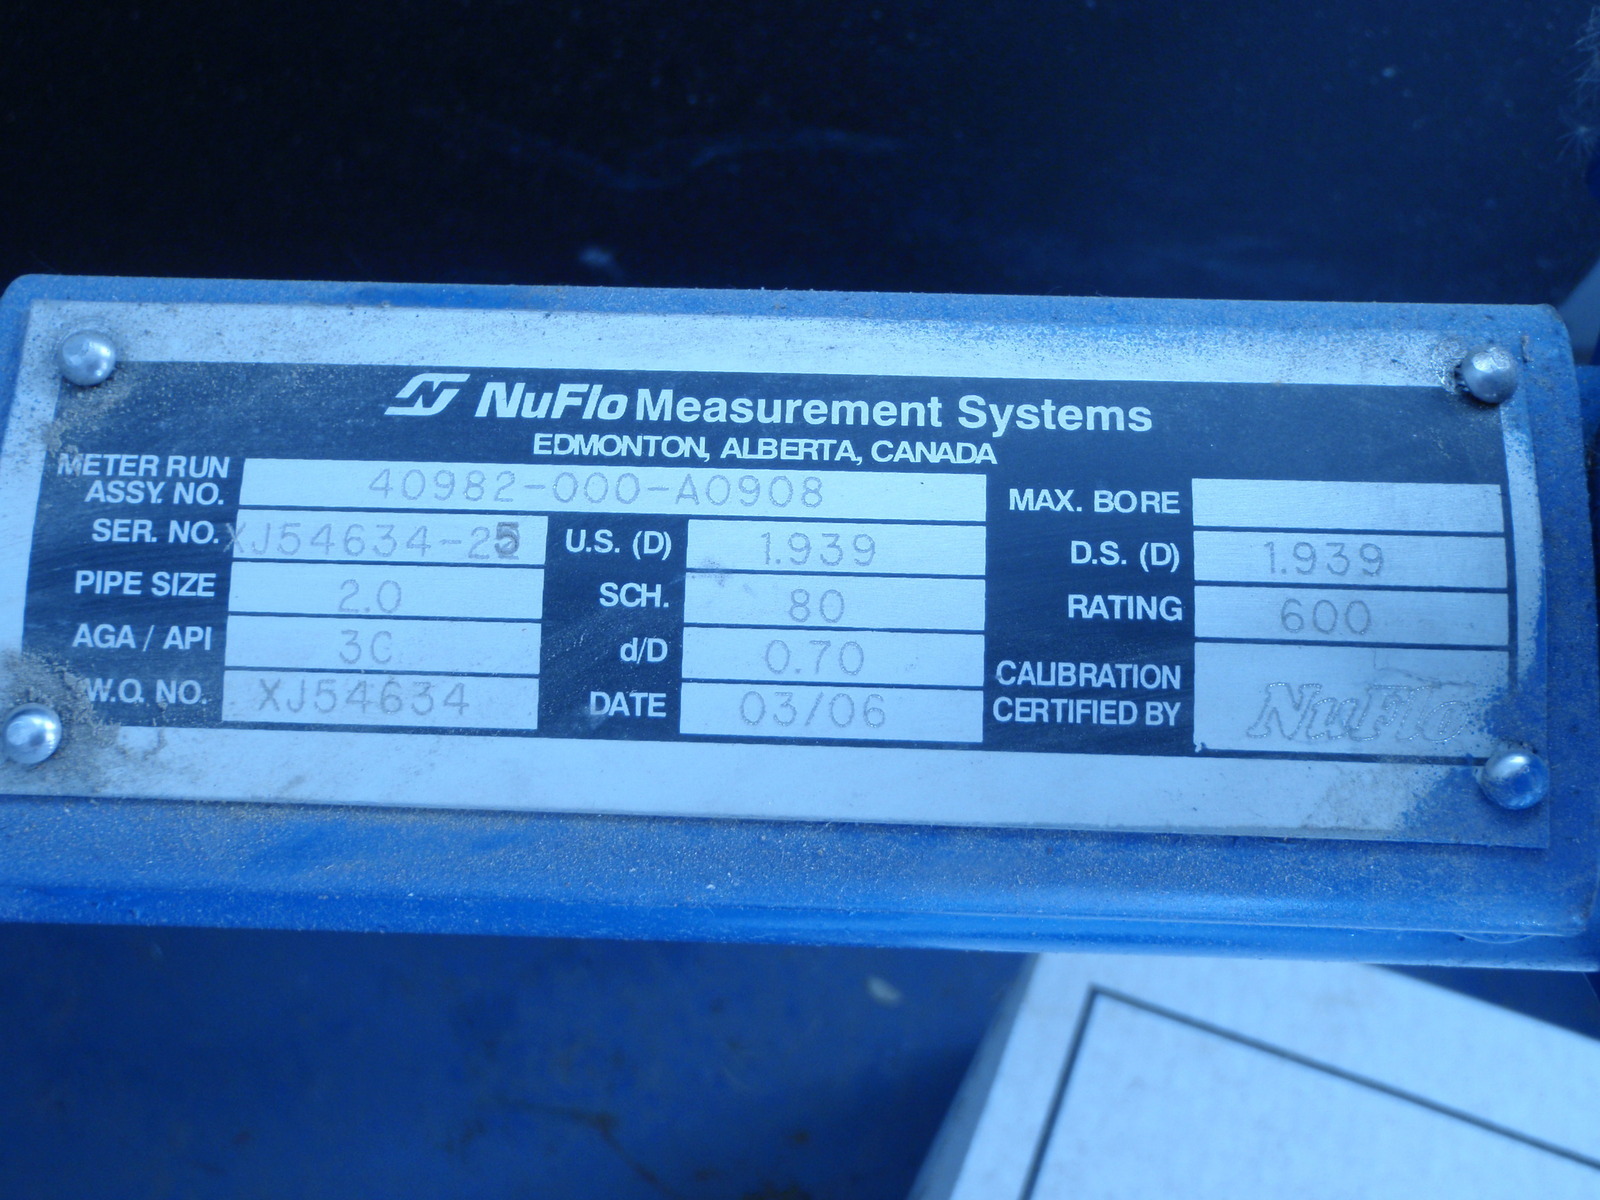 NuFlo Measurement Systems
EDMONTON, ALBERTA, CANADA
METER RUN
ASSY. NO. 40982-000-A0908 MAX. BORE
SER. NO. XJ54634-25 U.S. (D) 1.939 D.S. (D) 1.939
PIPE SIZE 2.0 SCH. 80 RATING 600
AGA / API 3C d/D 0.70 CALIBRATION
W.O. NO. XJ54634 DATE 03/06 CERTIFIED BY NuFlo